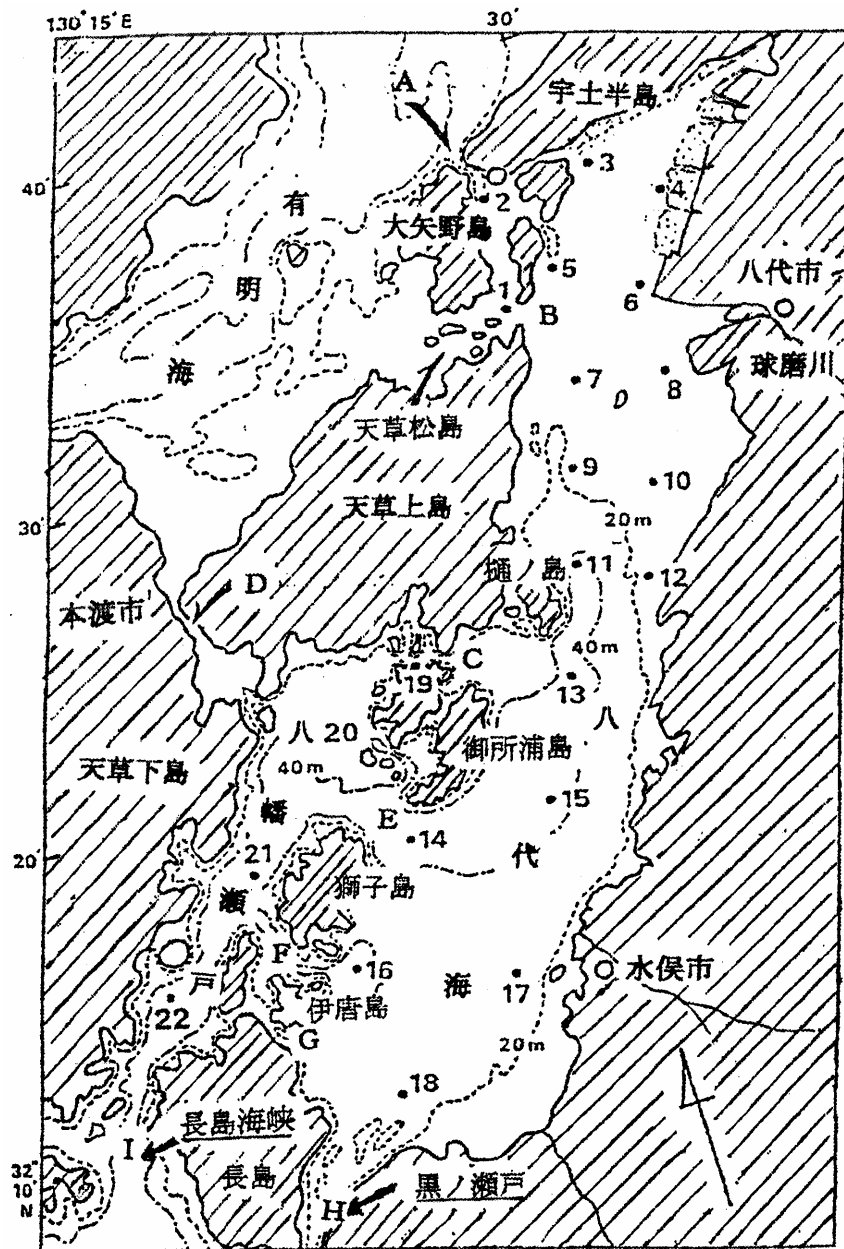 130°15'E
30'
A
宇土半島
3
40'
2
4
有
大矢野島
明
5
八代市
1
B
6
海
7
8
球磨川
天草松島
9
天草上島
10
20m
30'
樋ノ島
11
12
D
本渡市
C
40m
19
13
八
八 20
御所浦島
40m
天草下島
15
幡
E
14
代
20'
21
獅子島
瀬
F
16
水俣市
戸
海
17
伊唐島
22
G
20m
18
長島海峡
I
32°
10'
N
長島
H
黒ノ瀬戸